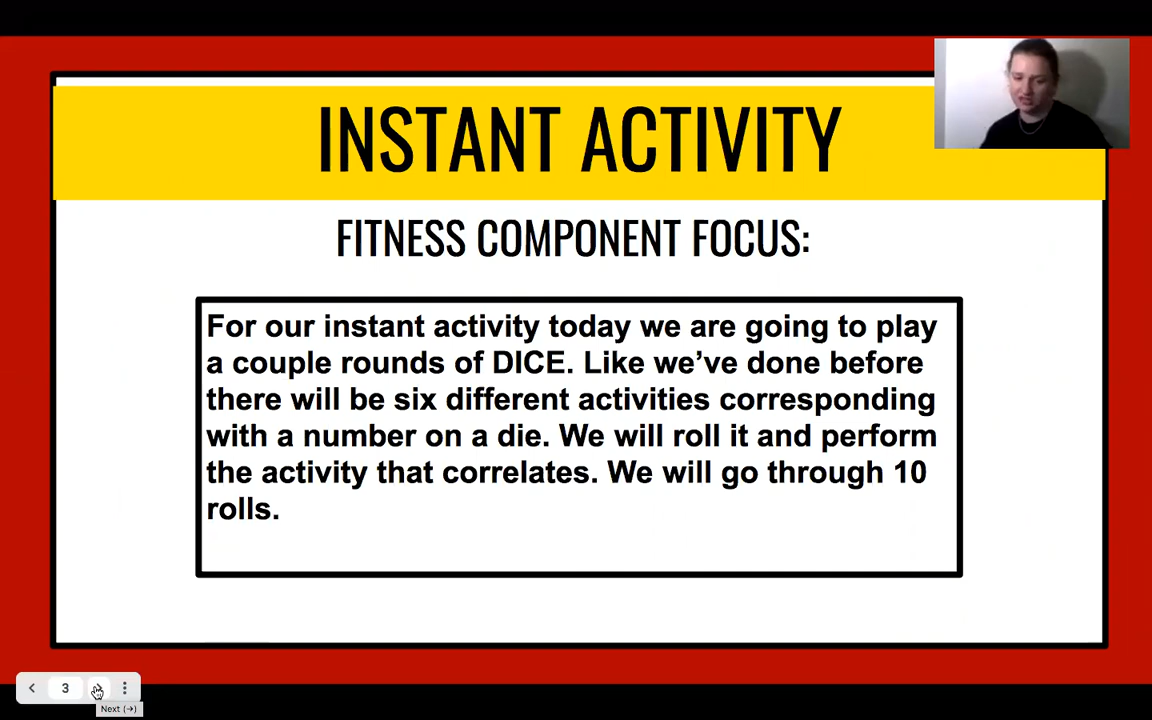 INSTANT ACTIVITY
FITNESS COMPONENT FOCUS:
For our instant activity today we are going to play
a couple rounds of DICE. Like we’ve done before
there will be six different activities corresponding
with a number on a die. We will roll it and perform
the activity that correlates. We will go through 10
rolls.
3
Next (→)